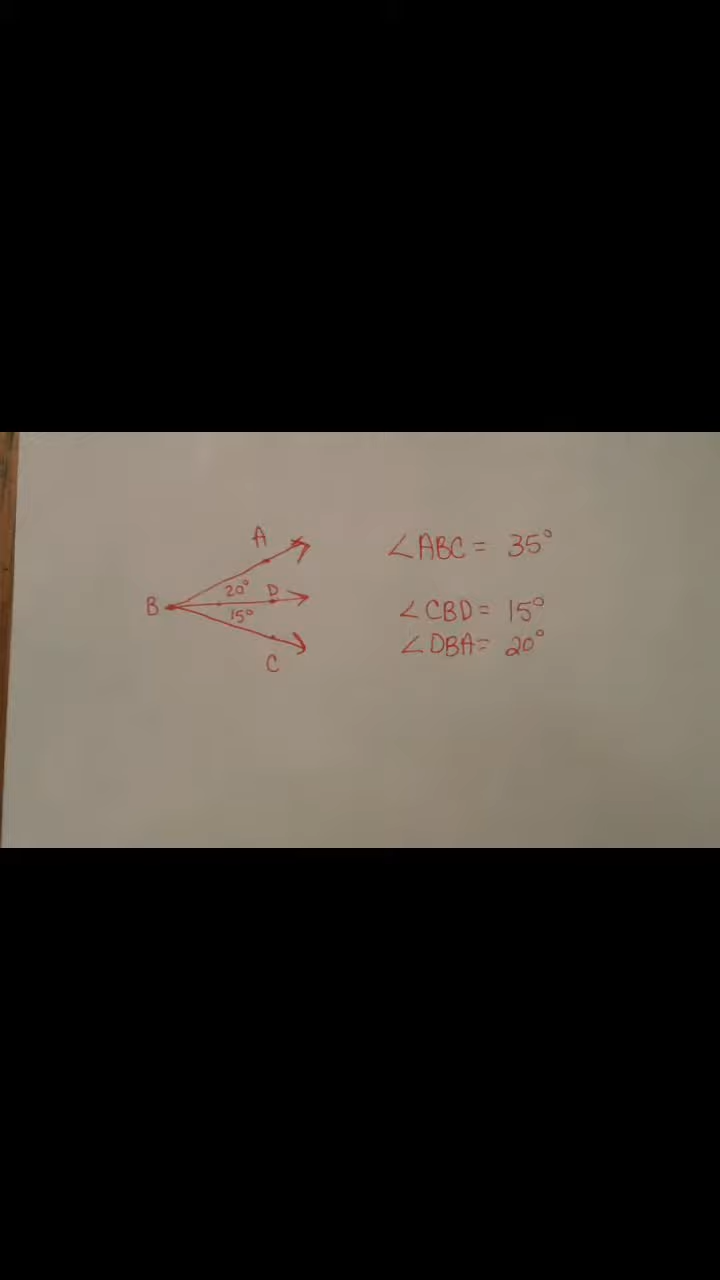 A
∠ABC = 35°
20° D
B
15°
∠CBD = 15°
∠DBA = 20°
C